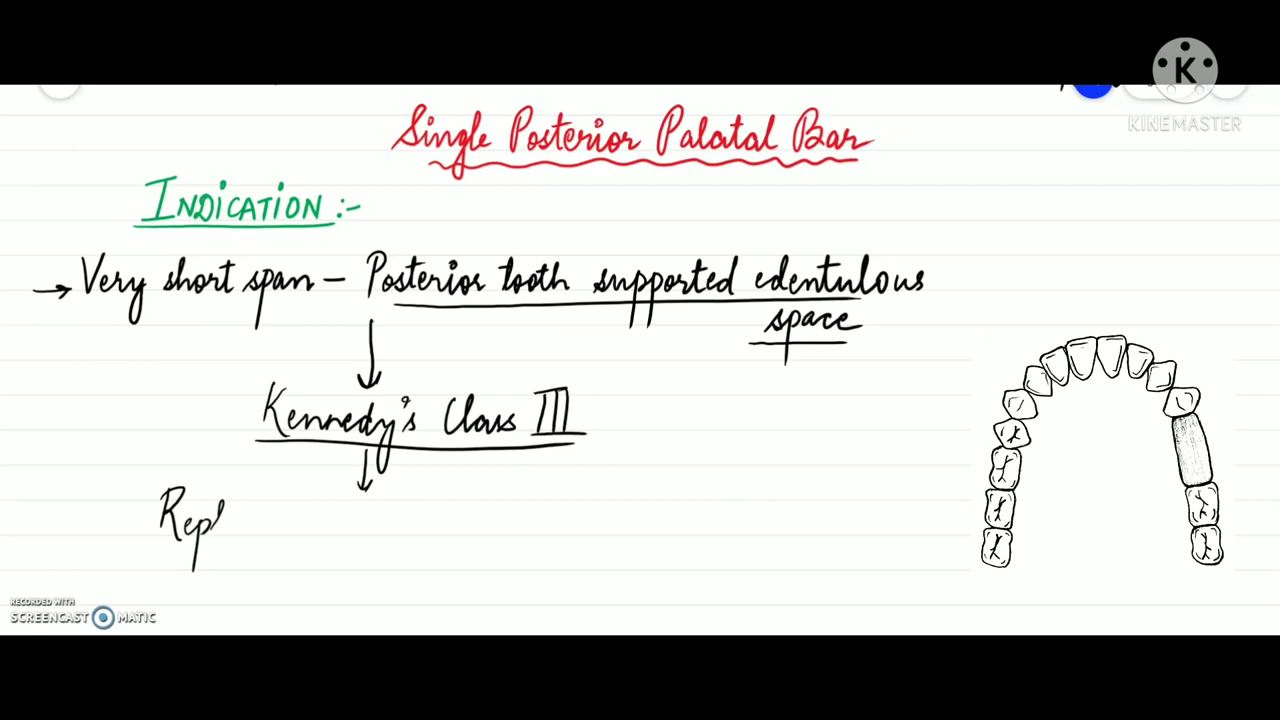 K
KINEMASTER
Single Posterior Palatal Bar
INDICATION :-
→ Very short span - Posterior tooth supported edentulous
space
Kennedy's Class III
Repl
RECORDED WITH
SCREENCAST MATIC